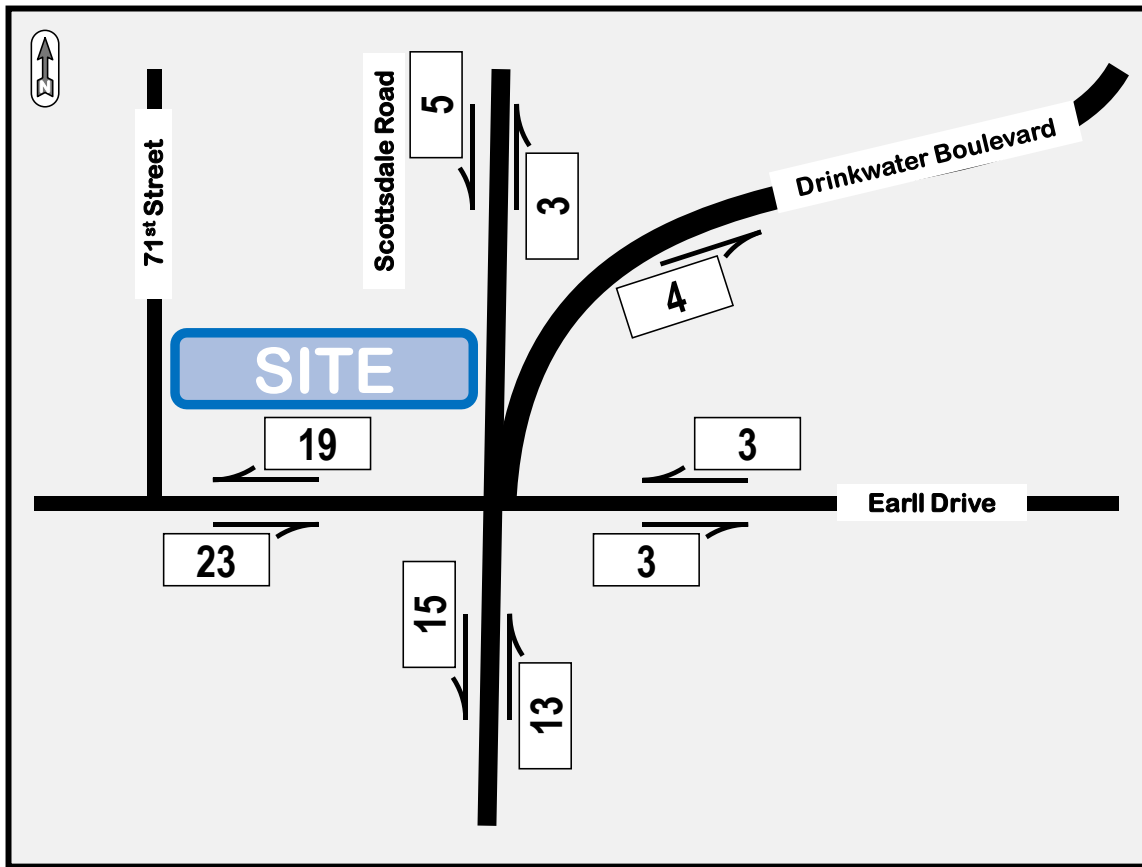 N
5
Scottsdale Road
3
71st Street
Drinkwater Boulevard
4
SITE
19
3
Earll Drive
23
3
15
13